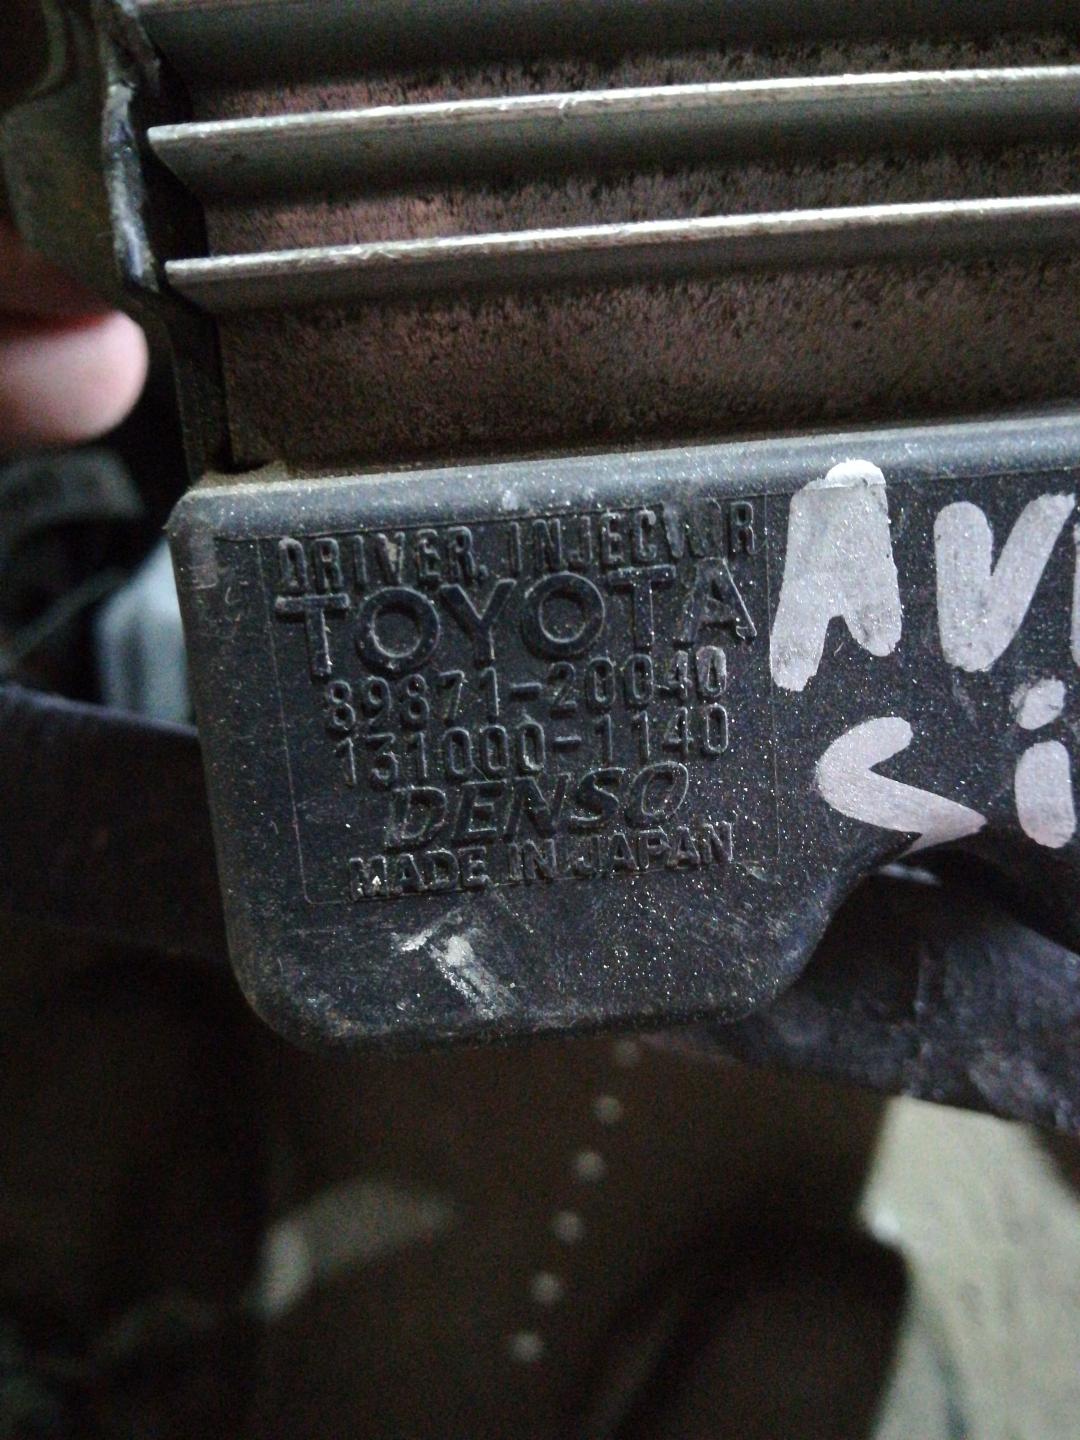 DRIVER, INJECTOR
TOYOTA
89871-20040
131000-1140
DENSO
MADE IN JAPAN